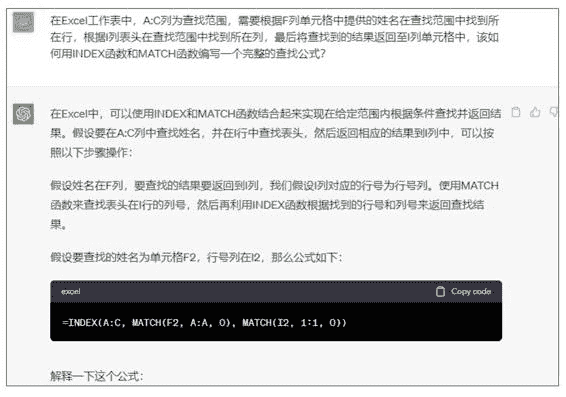 在Excel工作表中，A:C列为查找范围，需要根据F列单元格中提供的姓名在查找范围中找到所
在行，根据I列表头在查找范围中找到所在列，最后将查找到的结果返回至I列单元格中，该如
何用INDEX函数和MATCH函数编写一个完整的查找公式？
在Excel中，可以使用INDEX和MATCH函数结合起来实现在给定范围内根据条件查找并返回结
果。假设要在A:C列中查找姓名，并在I行中查找表头，然后返回相应的结果到I列中，可以按
照以下步骤操作：
假设姓名在F列，要查找的结果要返回到I列，我们假设I列对应的行号为行号列。使用MATCH
函数来查找表头在I行的列号，然后再利用INDEX函数根据找到的行号和列号来返回查找结
果。
假设要查找的姓名为单元格F2，行号列在I2，那么公式如下：
excel Copy code
=INDEX(A:C, MATCH(F2, A:A, 0), MATCH(I2, 1:1, 0))
解释一下这个公式：